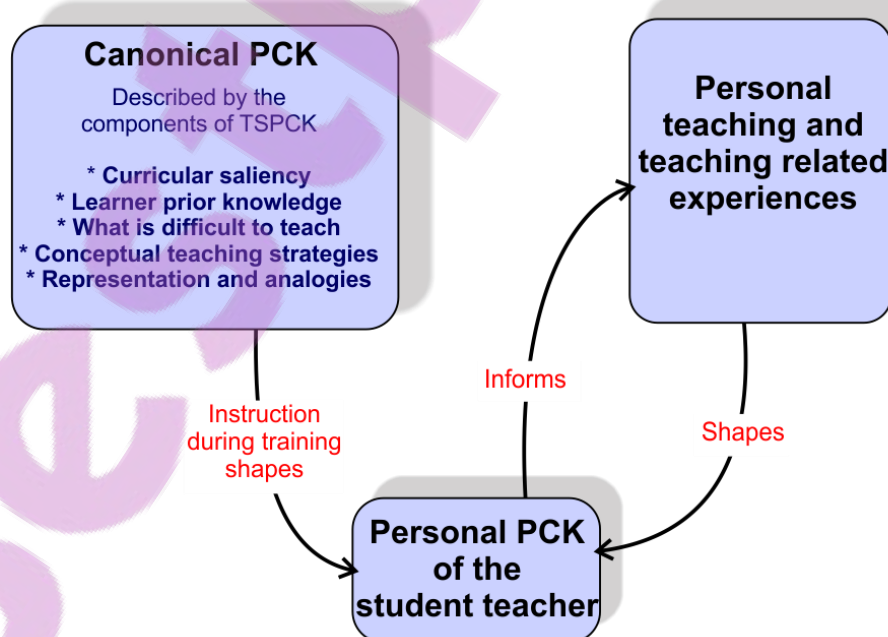 Canonical PCK
Described by the
components of TSPCK
* Curricular saliency
* Learner prior knowledge
* What is difficult to teach
* Conceptual teaching strategies
* Representation and analogies
Personal
teaching and
teaching related
experiences
Informs
Instruction
during training
shapes
Shapes
Personal PCK
of the
student teacher